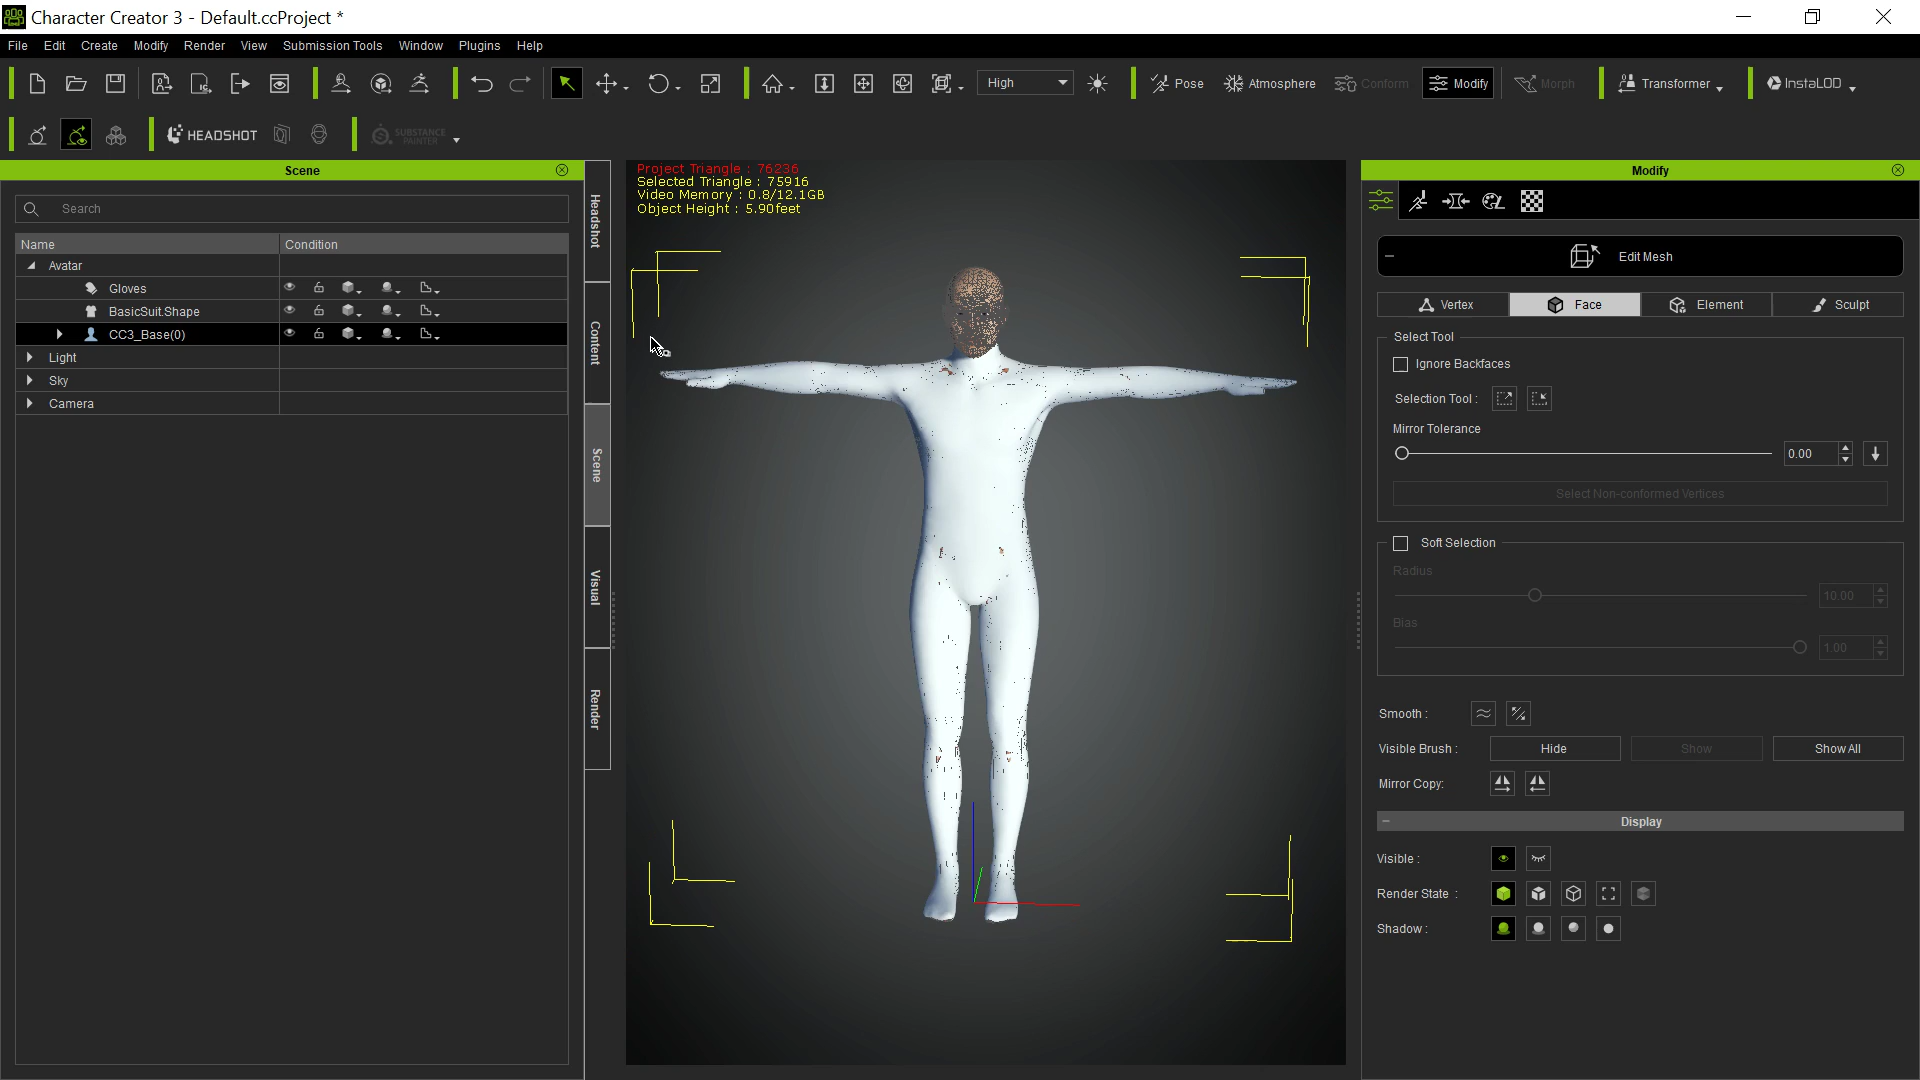 Character Creator 3 - Default.ccProject *
File Edit Create Modify Render View Submission Tools Window Plugins Help
High Pose Atmosphere Conform Modify Morph Transformer InstaLOD
HEADSHOT SUBSTANCE PAINTER
Scene
Search
Name Condition
Avatar
Gloves
BasicSuit.Shape
CC3_Base(0)
Light
Sky
Camera
Headshot
Content
Scene
Visual
Render
Project Triangle : 76236
Selected Triangle : 75916
Video Memory : 0.8/12.1GB
Object Height : 5.90feet
Modify
Edit Mesh
Vertex Face Element Sculpt
Select Tool
Ignore Backfaces
Selection Tool :
Mirror Tolerance
0.00
Select Non-conformed Vertices
Soft Selection
Radius
10.00
Bias
1.00
Smooth :
Visible Brush : Hide Show Show All
Mirror Copy:
Display
Visible :
Render State :
Shadow :